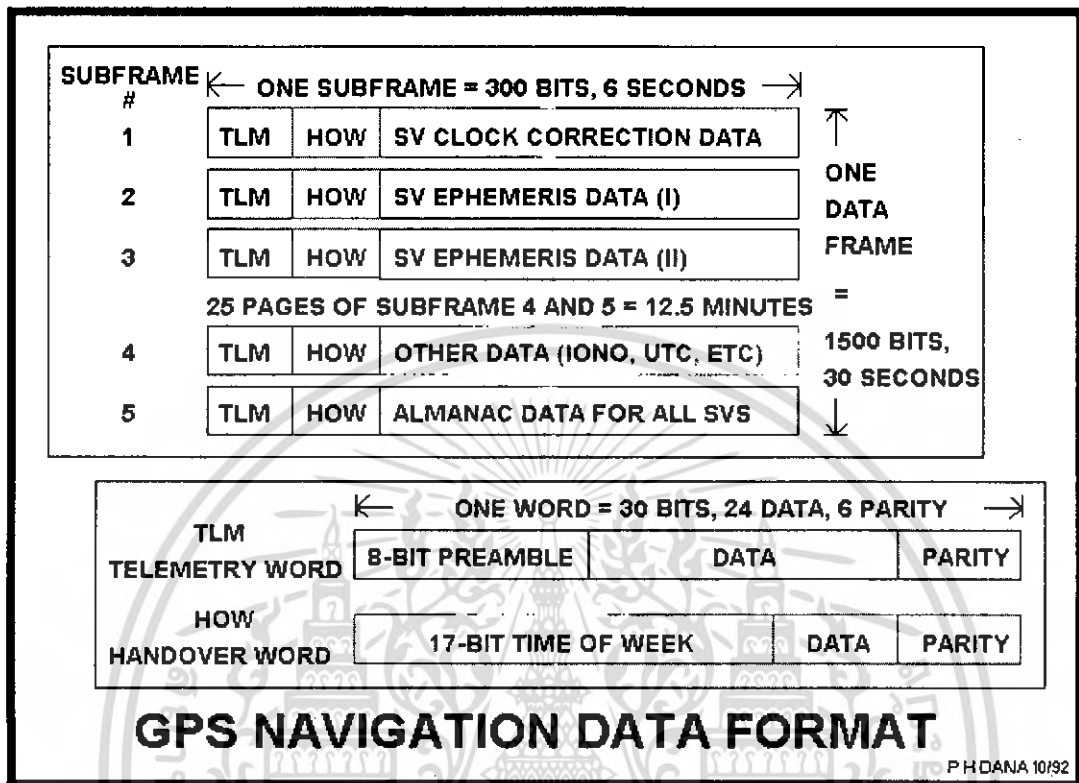 SUBFRAME #
ONE SUBFRAME = 300 BITS, 6 SECONDS
1 TLM HOW SV CLOCK CORRECTION DATA
2 TLM HOW SV EPHEMERIS DATA (I)
3 TLM HOW SV EPHEMERIS DATA (II)
25 PAGES OF SUBFRAME 4 AND 5 = 12.5 MINUTES
4 TLM HOW OTHER DATA (IONO, UTC, ETC)
5 TLM HOW ALMANAC DATA FOR ALL SVS
ONE
DATA
FRAME
=
1500 BITS,
30 SECONDS
ONE WORD = 30 BITS, 24 DATA, 6 PARITY
TLM
TELEMETRY WORD
8-BIT PREAMBLE DATA PARITY
HOW
HANDOVER WORD
17-BIT TIME OF WEEK DATA PARITY
GPS NAVIGATION DATA FORMAT
P H DANA 10/92